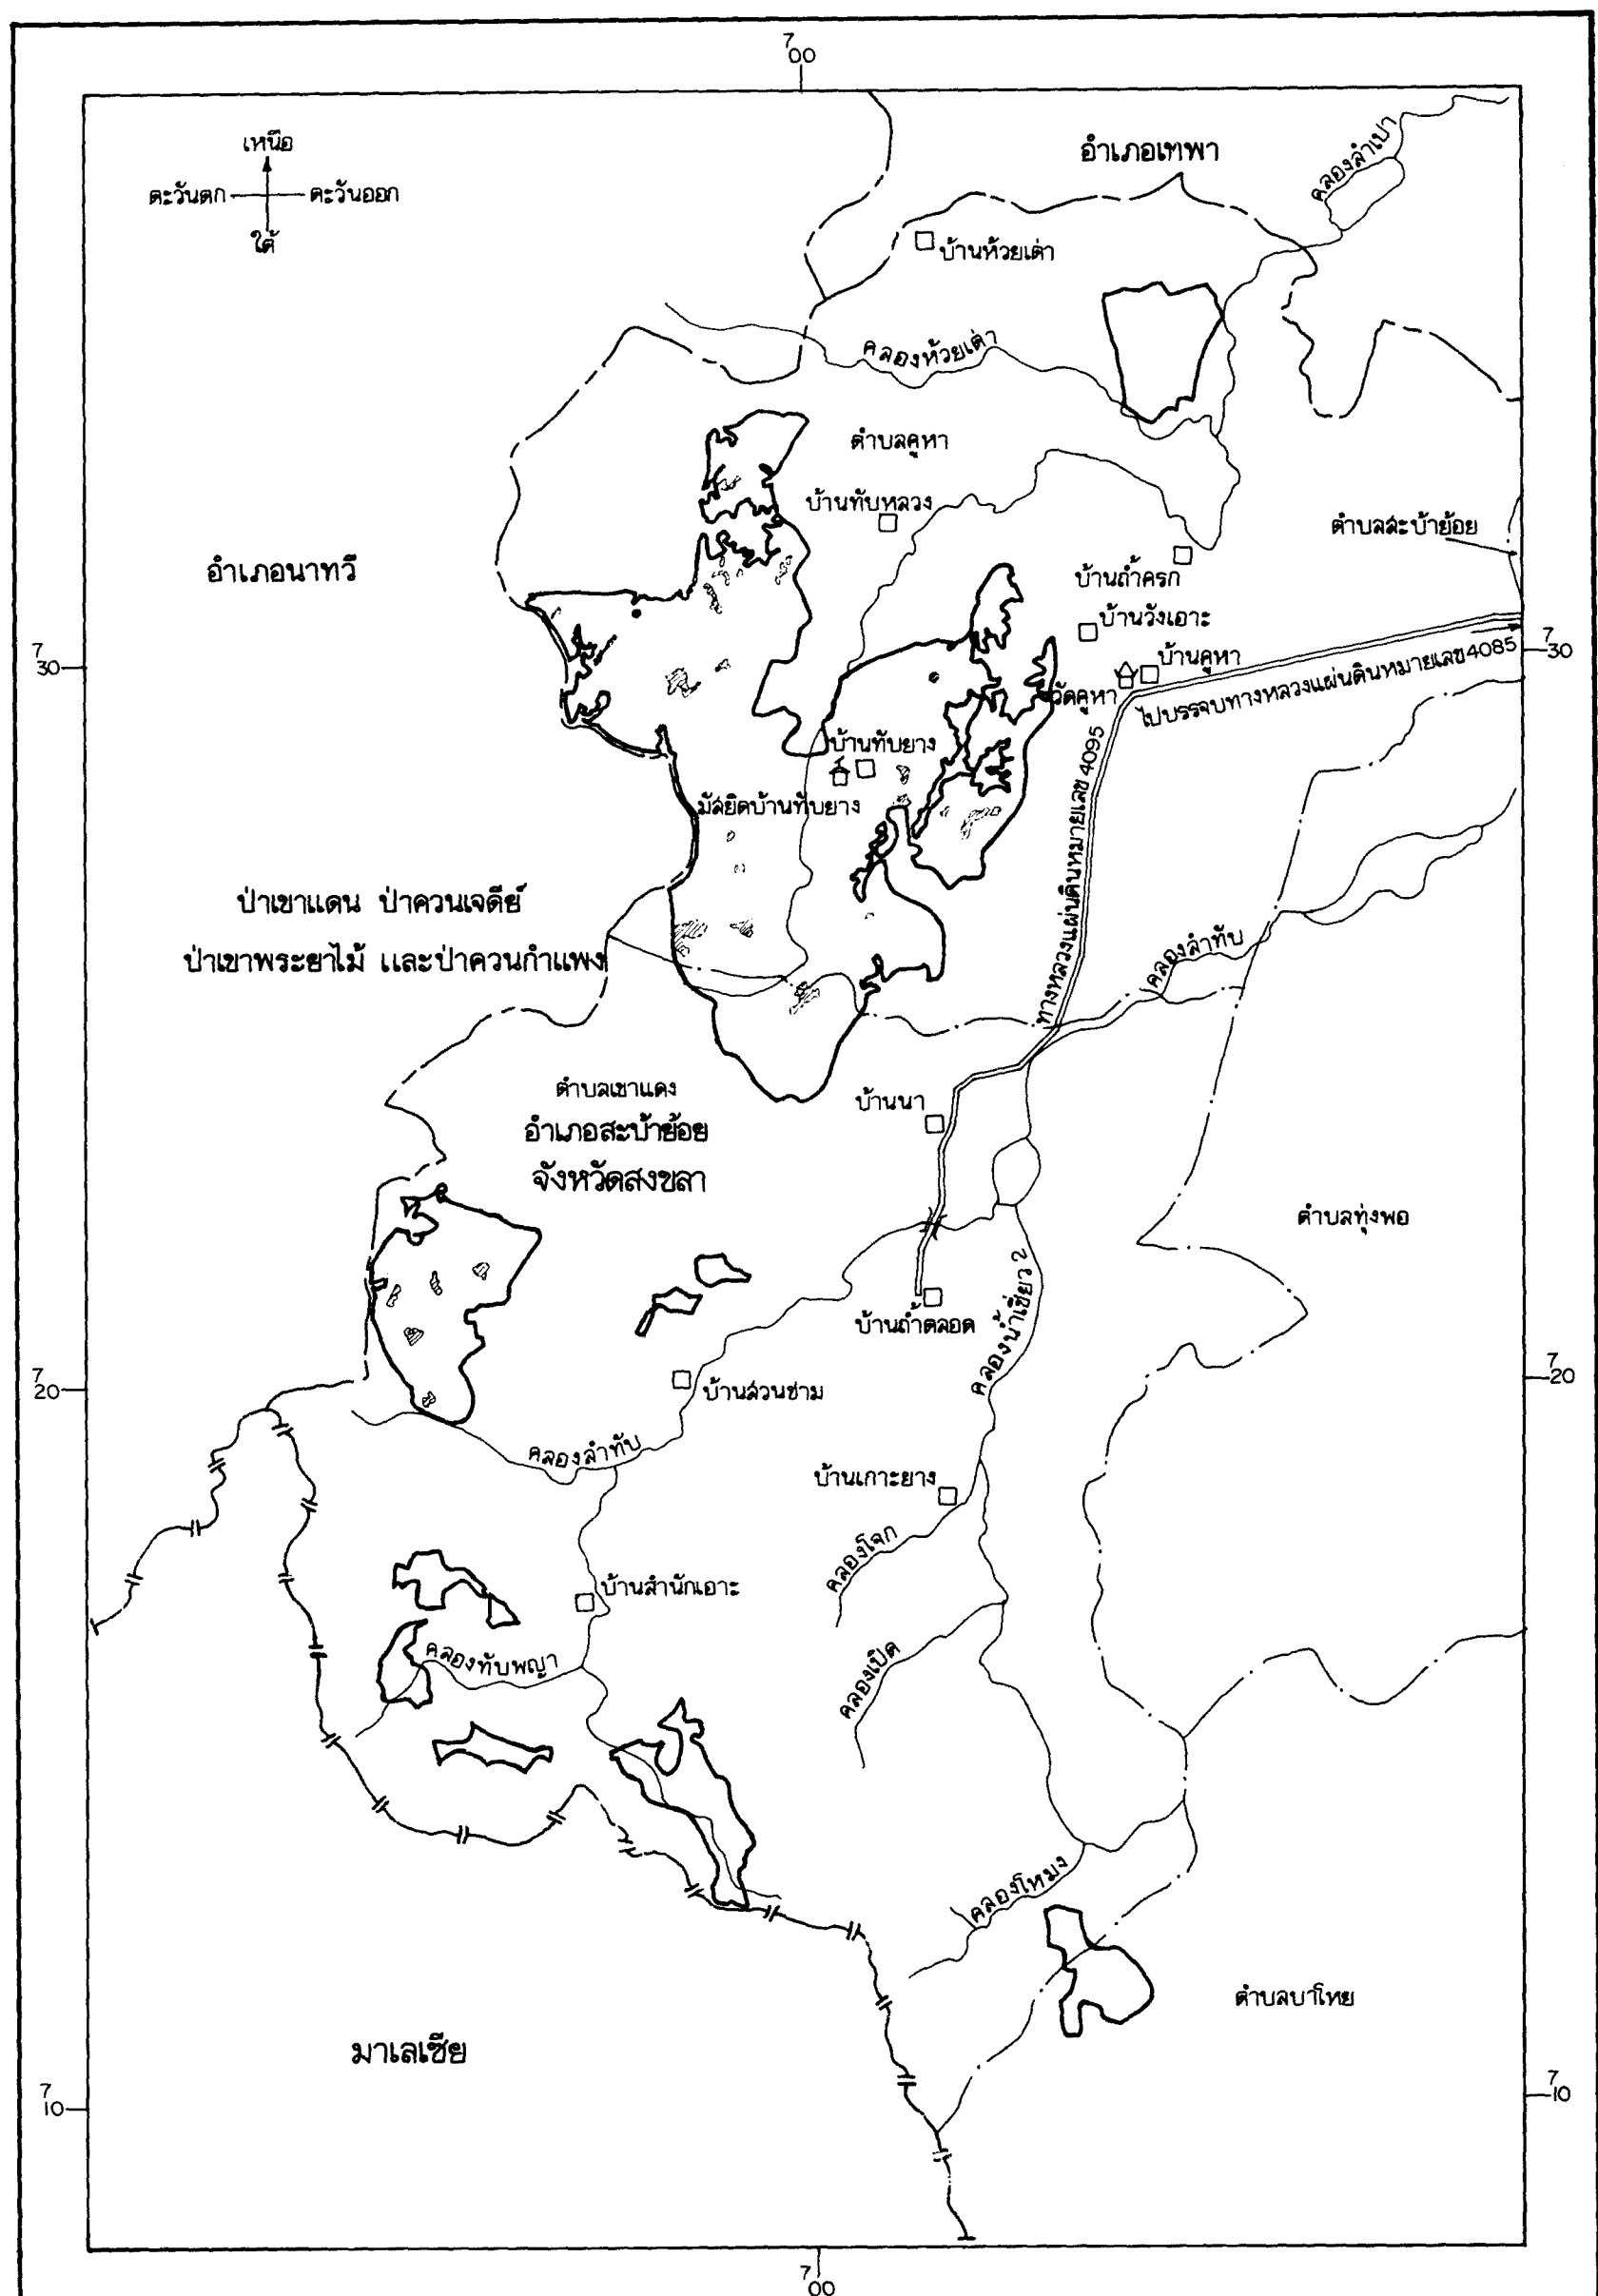 7
00
เหนือ
ตะวันตก ตะวันออก
ใต้
อำเภอเทพา
คลองลำเปา
บ้านห้วยเต่า
คลองห้วยเต่า
ตำบลคูหา
บ้านทับหลวง
ตำบลสะบ้าย้อย
อำเภอนาทวี
บ้านถ้ำครก
บ้านวังเอาะ
7
30
บ้านคูหา
7
30
วัดคูหา
ไปบรรจบทางหลวงแผ่นดินหมายเลข 4085
บ้านทับยาง
มัสยิดบ้านทับยาง
ทางหลวงแผ่นดินหมายเลข 4095
ป่าเขาแดน ป่าควนเจดีย์
ป่าเขาพระยาไม้ และป่าควนกำแพง
คลองลำทับ
ตำบลเขาแดง
อำเภอสะบ้าย้อย
จังหวัดสงขลา
บ้านนา
ตำบลทุ่งพอ
บ้านถ้ำตลอด
คลองน้ำเชี่ยว 2
7
20
บ้านสวนชาม
7
20
คลองลำทับ
บ้านเกาะยาง
คลองโจก
บ้านสำนักเอาะ
คลองทับพญา
คลองเปิด
คลองโหมง
ตำบลบาโหย
มาเลเซีย
7
10
7
10
7
00